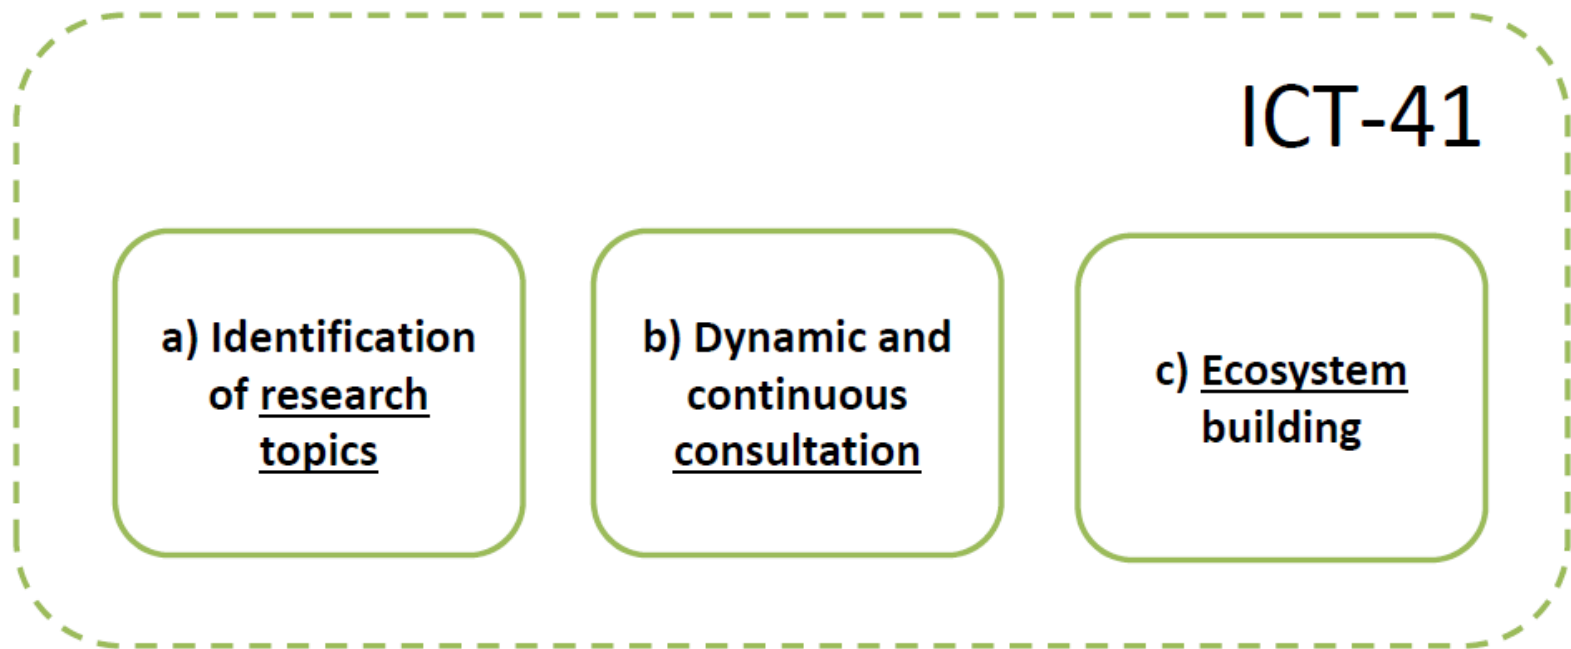 ICT-41
a) Identification
of research
topics
b) Dynamic and
continuous
consultation
c) Ecosystem
building